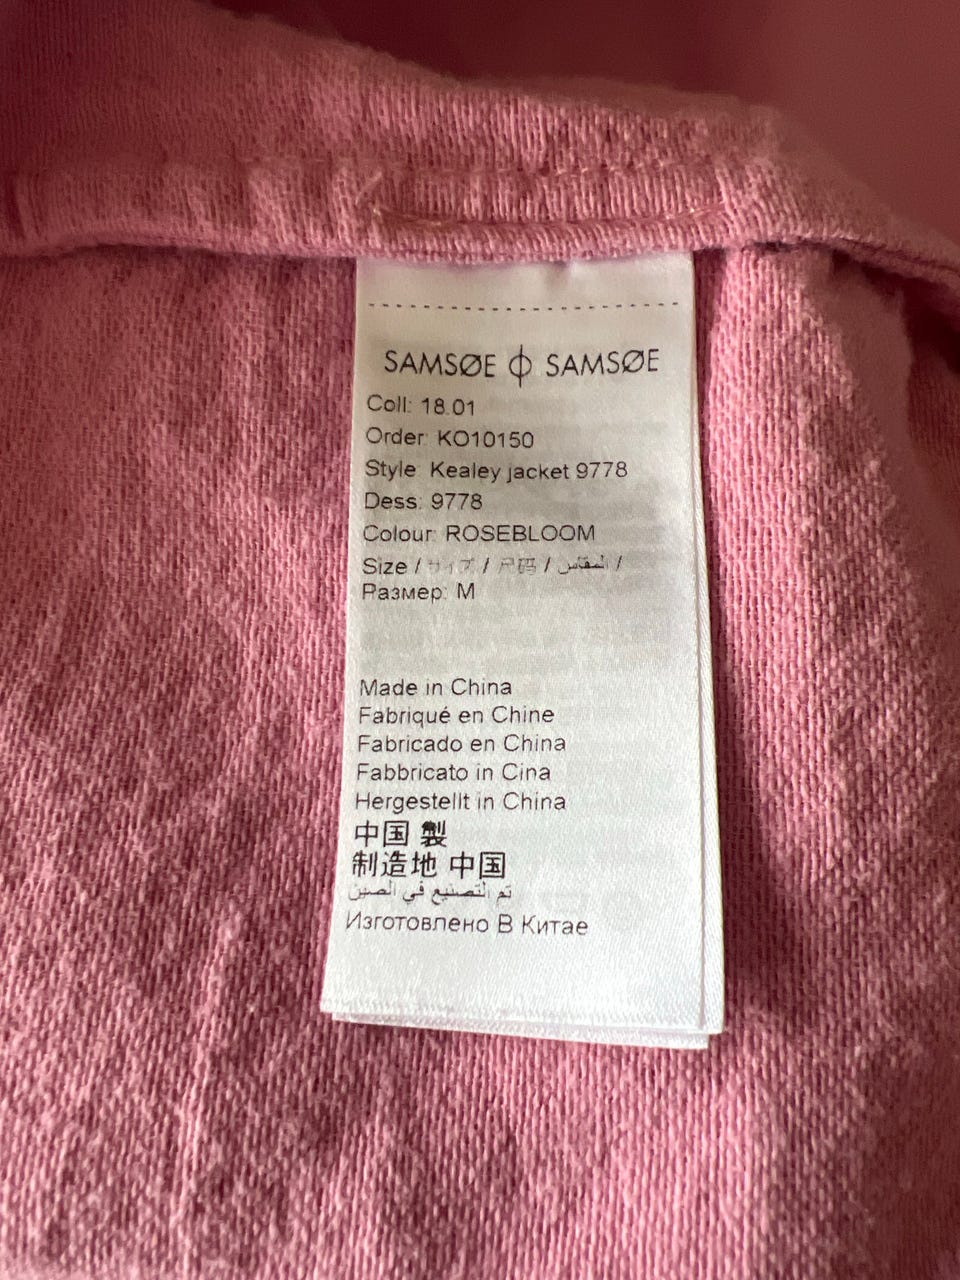 SAMSØE ϕ SAMSØE
Coll: 18.01
Order: KO10150
Style: Kealey jacket 9778
Dess: 9778
Colour: ROSEBLOOM
Size / サイズ / 尺码 / المقاس /
Размер: M
Made in China
Fabriqué en Chine
Fabricado en China
Fabbricato in Cina
Hergestellt in China
中国 製
制造地 中国
تم التصنيع في الصين
Изготовлено В Китае